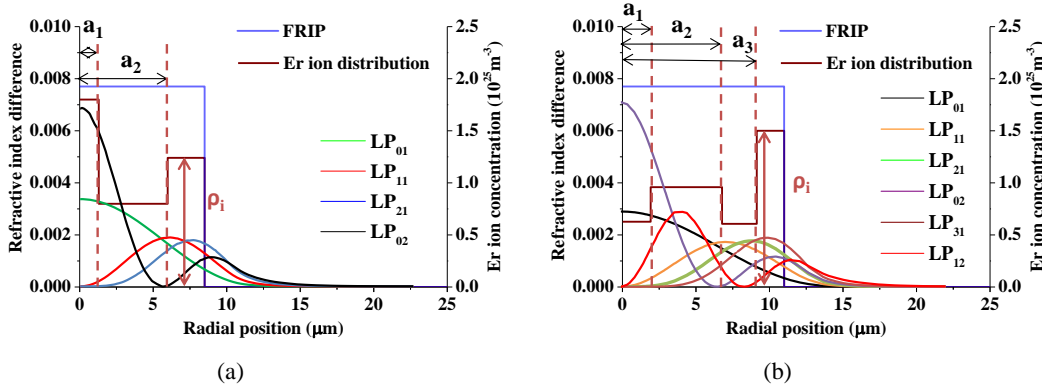 0.010
0.008
0.006
0.004
0.002
0.000
Refractive index difference
a1
a2
FRIP
Er ion distribution
LP01
LP11
LP21
LP02
ρi
3.0
2.5
2.0
1.5
1.0
0.5
0.0
Er ion concentration (10^25 m^-3)
0 5 10 15 20 25
Radial position (μm)
(a)
0.010
0.008
0.006
0.004
0.002
0.000
Refractive index difference
a1
a2
a3
FRIP
Er ion distribution
LP01
LP11
LP21
LP02
LP31
LP12
ρi
3.0
2.5
2.0
1.5
1.0
0.5
0.0
Er ion concentration (10^25 m^-3)
0 5 10 15 20 25
Radial position (μm)
(b)